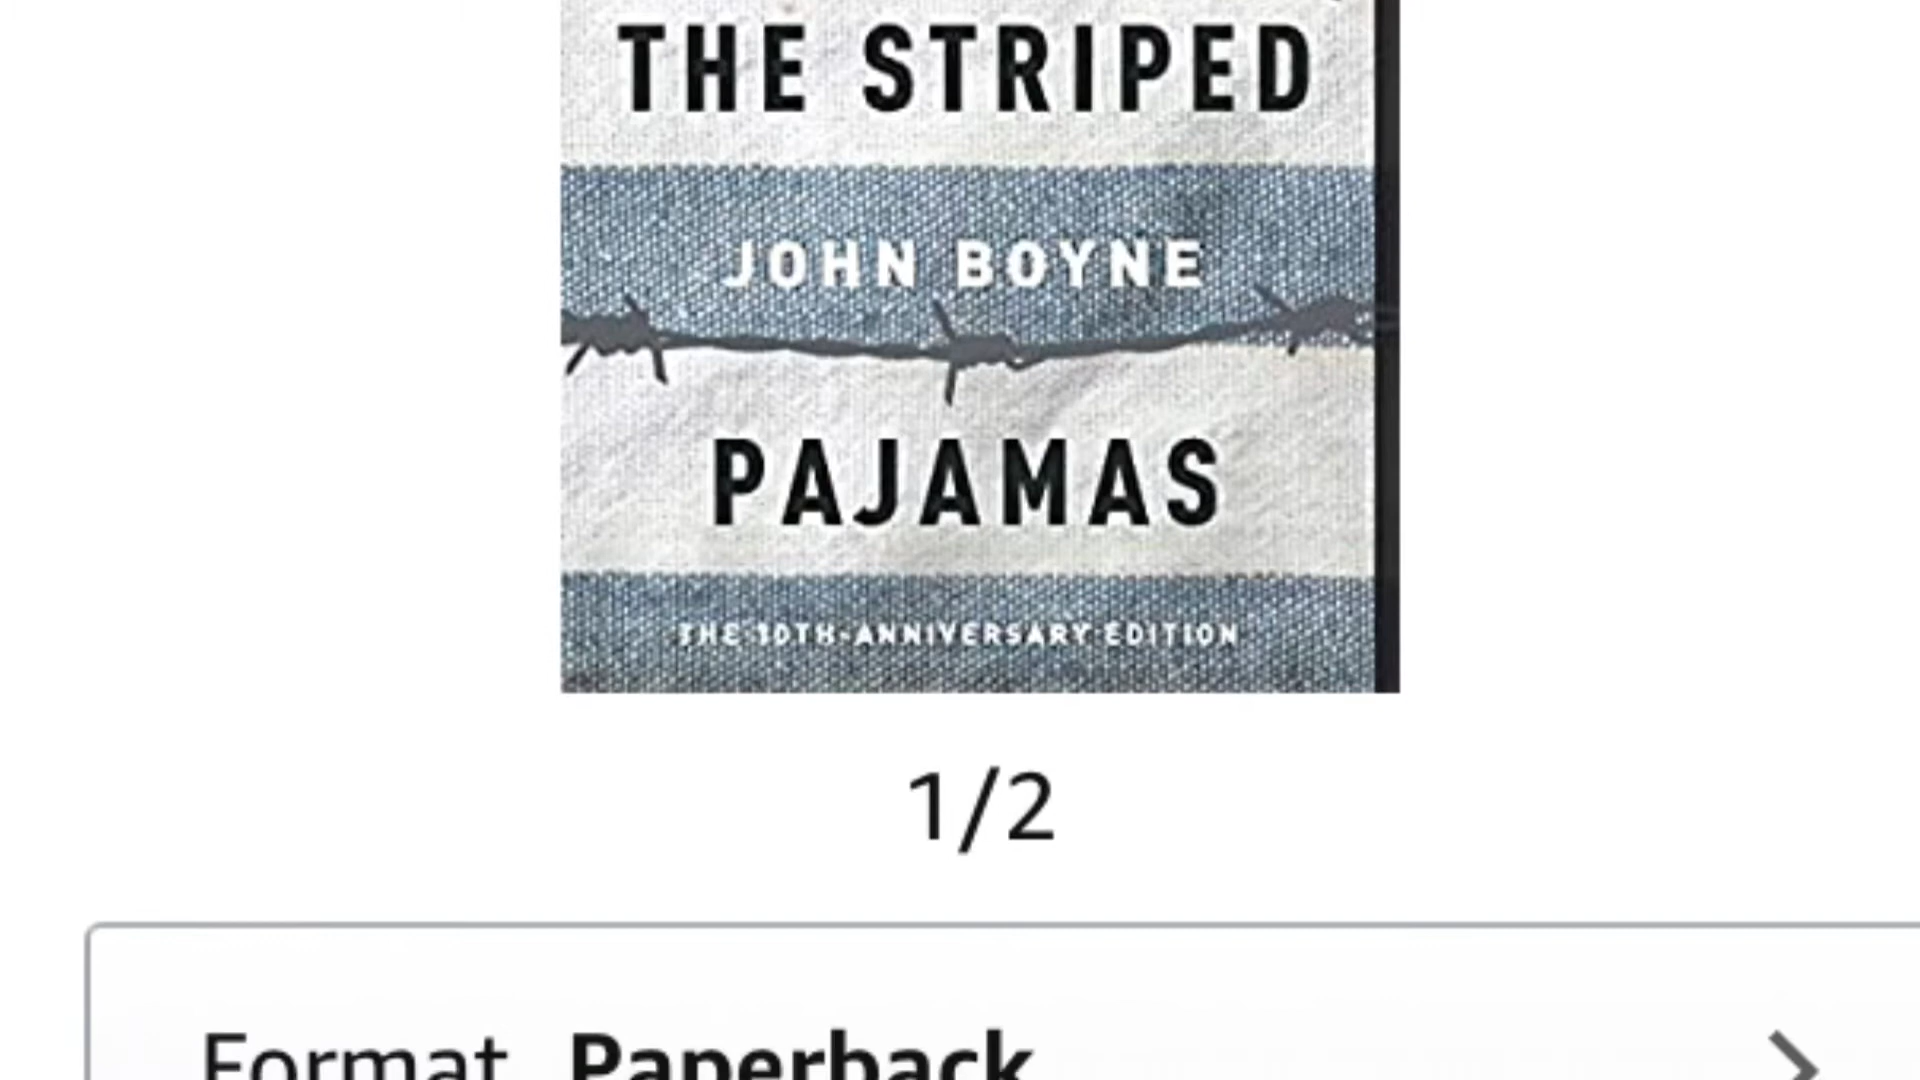 THE STRIPED
JOHN BOYNE
PAJAMAS
THE 10TH-ANNIVERSARY EDITION
1/2
Format Paperback